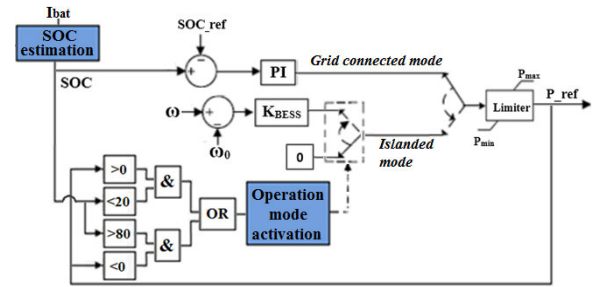 Ibat
SOC
estimation
SOC_ref
+
−
SOC
PI
Grid connected mode
Pmax
Limiter
P_ref
Pmin
ω
+
−
ω0
KBESS
0
Islanded
mode
>0
<20
>80
<0
&
&
OR
Operation
mode
activation